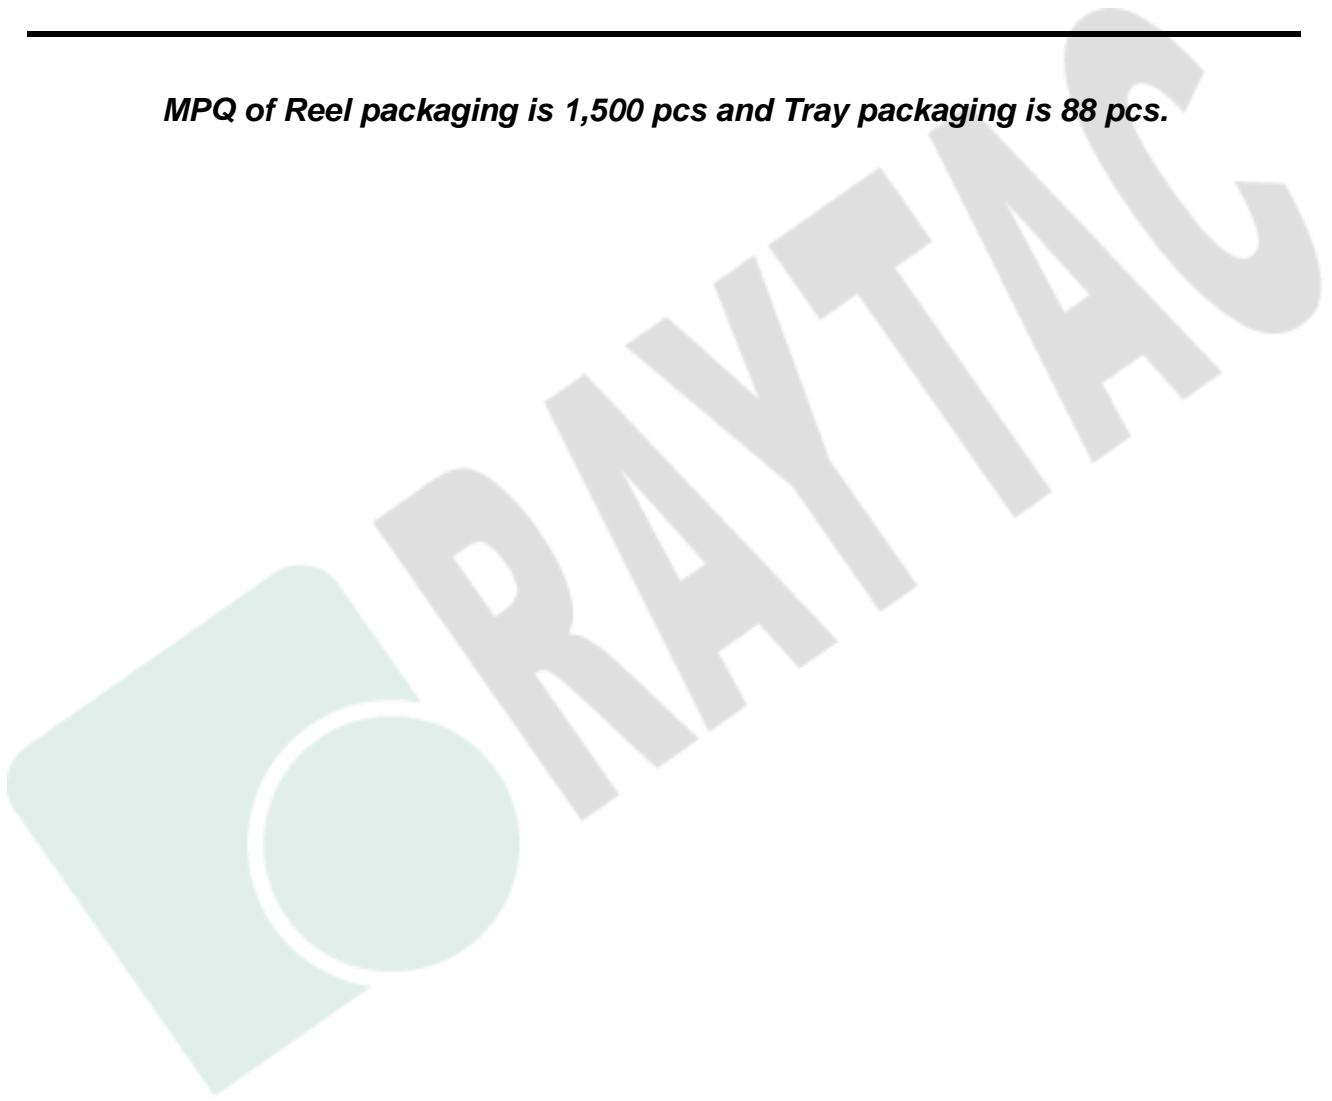 MPQ of Reel packaging is 1,500 pcs and Tray packaging is 88 pcs.
RAYTAC